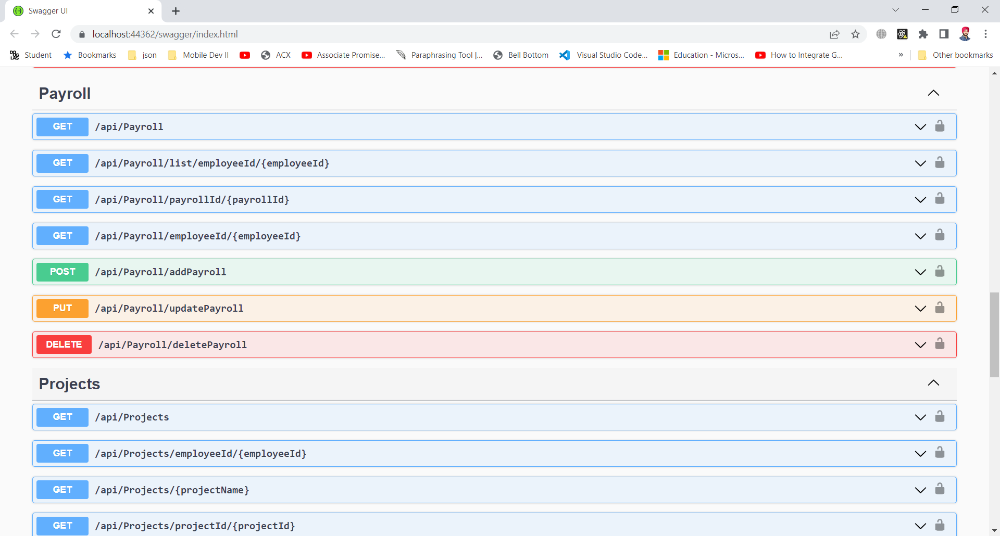 Swagger UI
localhost:44362/swagger/index.html
Student Bookmarks json Mobile Dev II ACX Associate Promise... Paraphrasing Tool |... Bell Bottom Visual Studio Code... Education - Micros... How to Integrate G... » Other bookmarks
Payroll
GET /api/Payroll
GET /api/Payroll/list/employeeId/{employeeId}
GET /api/Payroll/payrollId/{payrollId}
GET /api/Payroll/employeeId/{employeeId}
POST /api/Payroll/addPayroll
PUT /api/Payroll/updatePayroll
DELETE /api/Payroll/deletePayroll
Projects
GET /api/Projects
GET /api/Projects/employeeId/{employeeId}
GET /api/Projects/{projectName}
GET /api/Projects/projectId/{projectId}